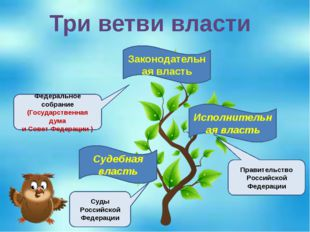 Три ветви власти
Законодательн
ая власть
Федеральное
собрание
(Государственная
дума
и Совет Федерации )
Исполнительн
ая власть
Судебная
власть
Правительство
Российской
Федерации
Суды
Российской
Федерации